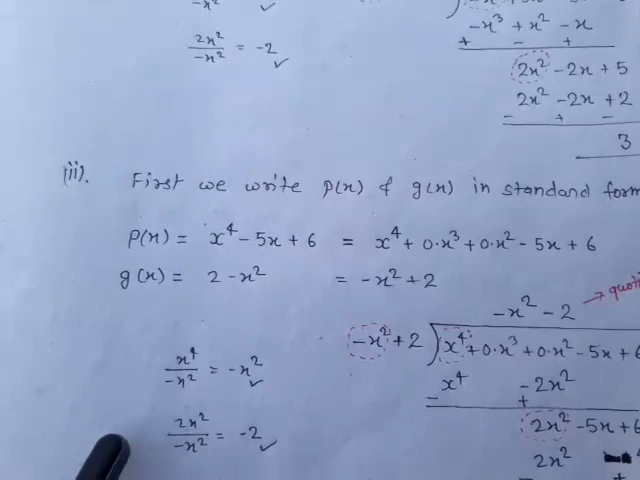 -x²
2x²/-x² = -2 ✓
-x³ + x² - x
+ - +
2x² - 2x + 5
2x² - 2x + 2
- + -
3
(ii). First we write p(x) & g(x) in standard form
p(x) = x⁴ - 5x + 6 = x⁴ + 0·x³ + 0·x² - 5x + 6
g(x) = 2 - x² = -x² + 2
-x² - 2 → quoti
-x² + 2 ) x⁴ + 0·x³ + 0·x² - 5x + 6
x⁴/-x² = -x² ✓
x⁴ - 2x²
- +
2x² - 5x + 6
2x²/-x² = -2 ✓
2x²